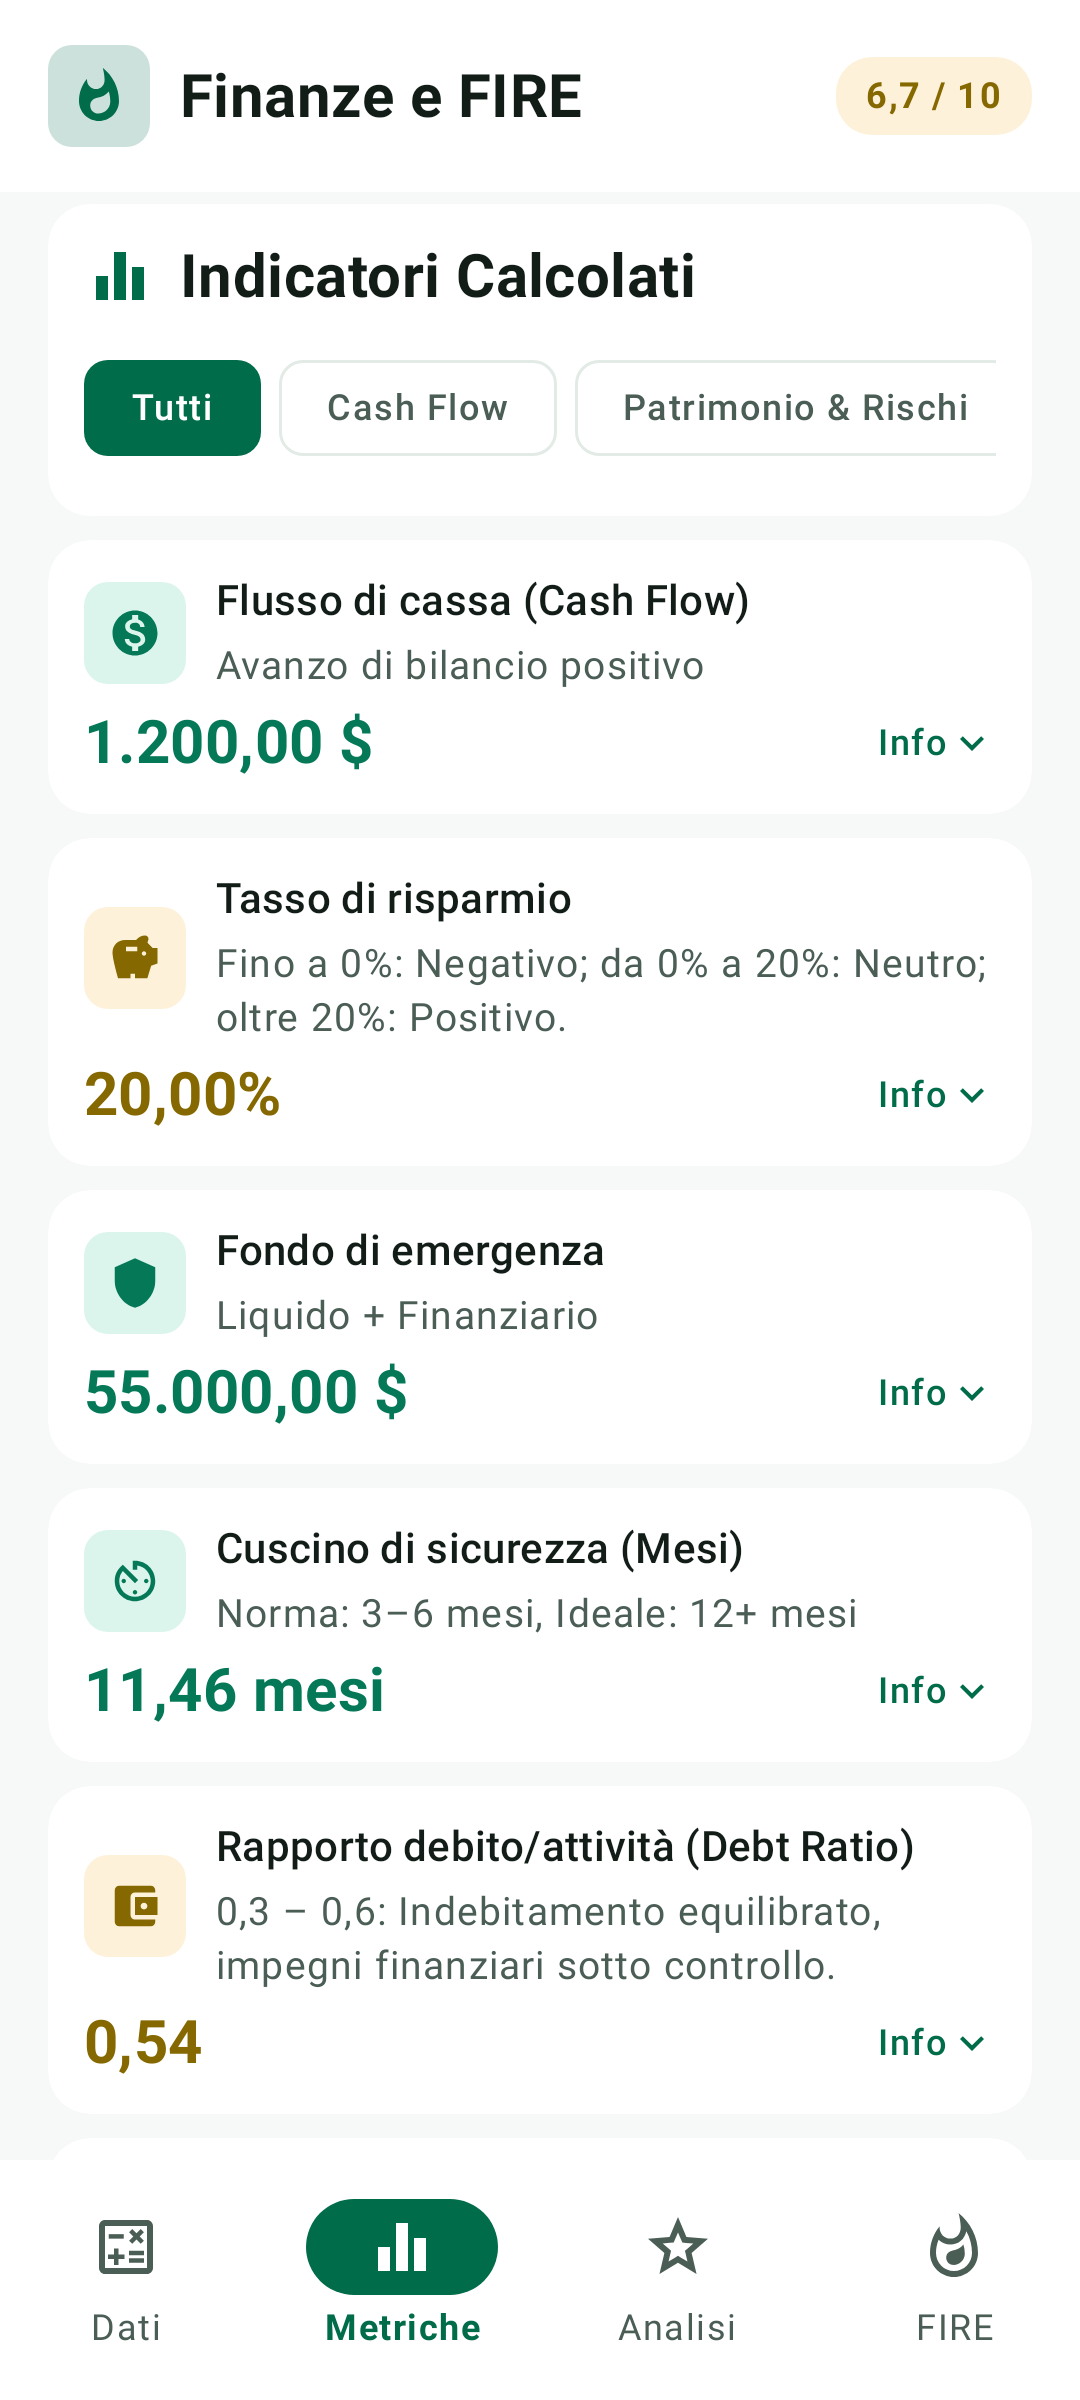 Finanze e FIRE
6,7 / 10
Indicatori Calcolati
Tutti
Cash Flow
Patrimonio & Rischi
Flusso di cassa (Cash Flow)
Avanzo di bilancio positivo
1.200,00 $
Info
Tasso di risparmio
Fino a 0%: Negativo; da 0% a 20%: Neutro;
oltre 20%: Positivo.
20,00%
Info
Fondo di emergenza
Liquido + Finanziario
55.000,00 $
Info
Cuscino di sicurezza (Mesi)
Norma: 3–6 mesi, Ideale: 12+ mesi
11,46 mesi
Info
Rapporto debito/attività (Debt Ratio)
0,3 – 0,6: Indebitamento equilibrato,
impegni finanziari sotto controllo.
0,54
Info
Dati
Metriche
Analisi
FIRE